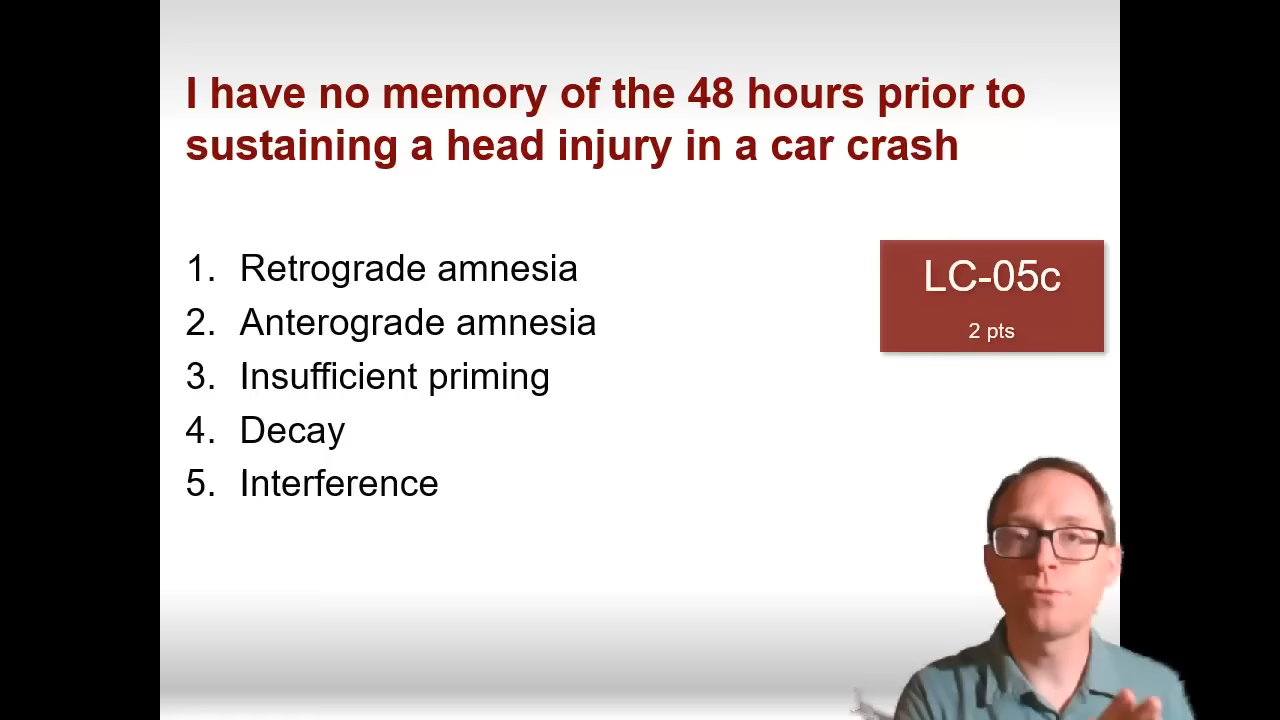 I have no memory of the 48 hours prior to
sustaining a head injury in a car crash
1. Retrograde amnesia
2. Anterograde amnesia
3. Insufficient priming
4. Decay
5. Interference
LC-05c
2 pts